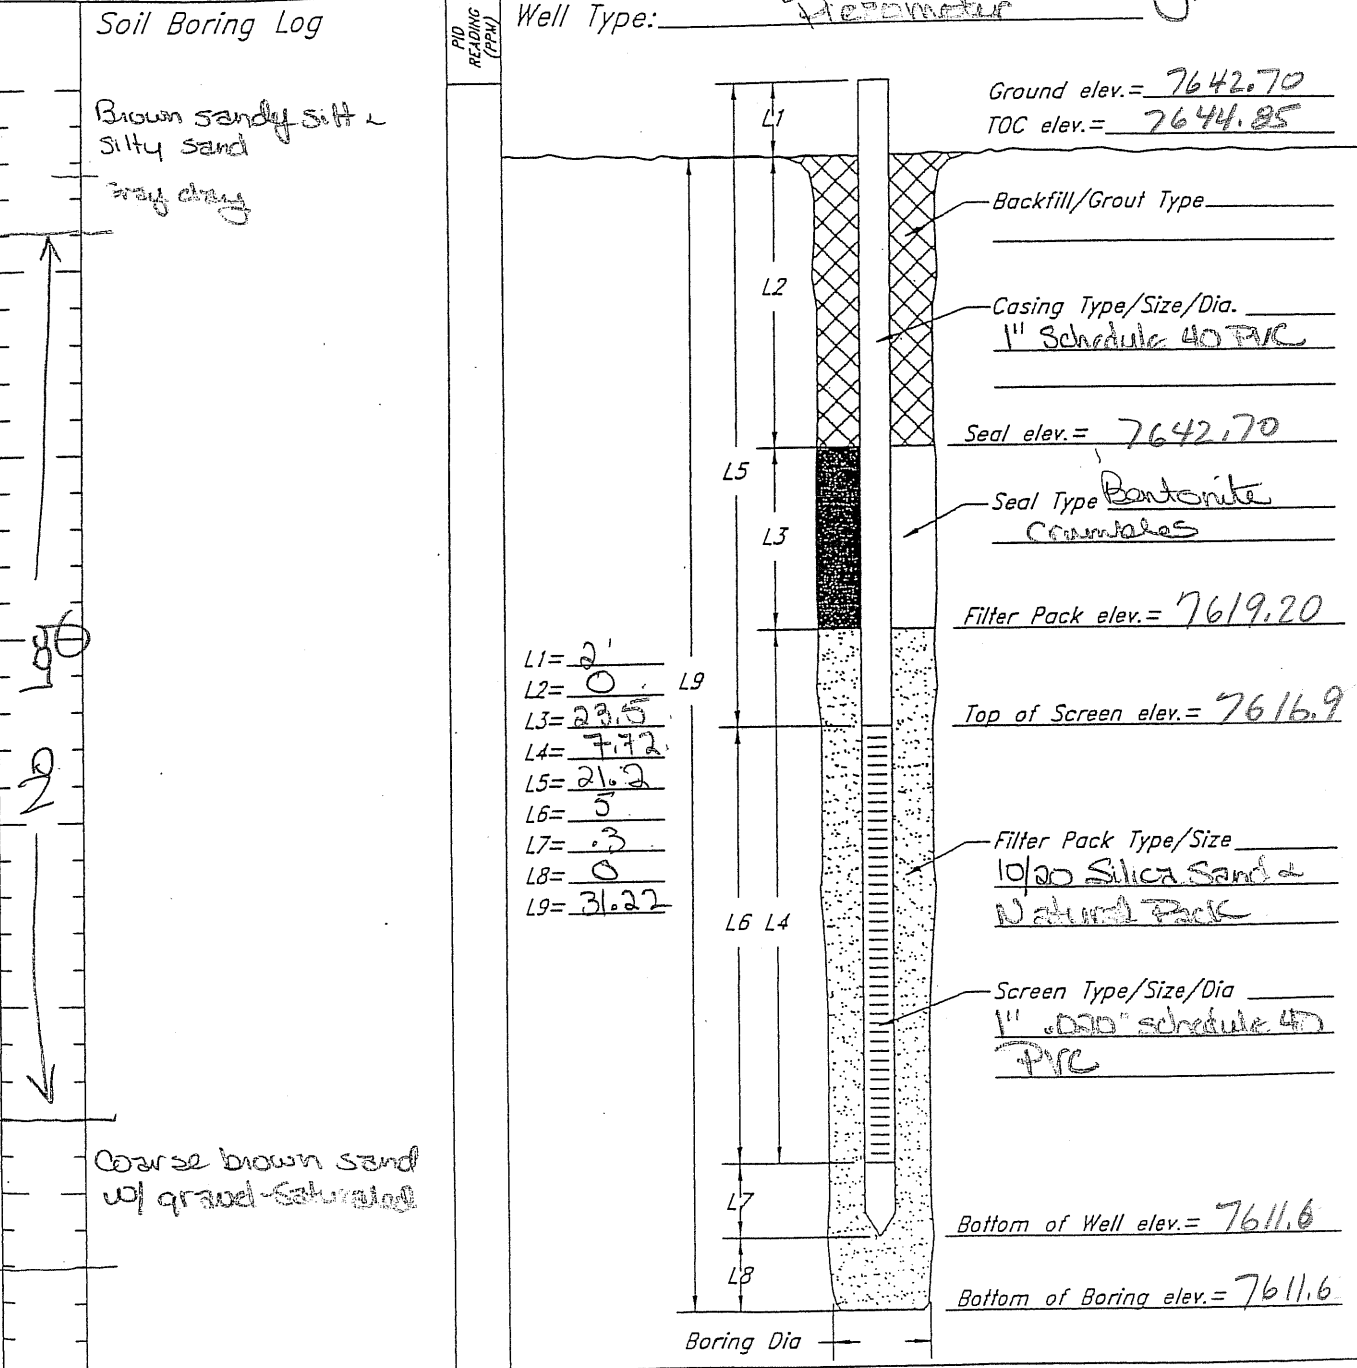 Soil Boring Log
PID
READING
(PPM)
Well Type: Piezometer
Brown sandy silt &
silty sand
gray clay
Coarse brown sand
w/ gravel-Saturated
Ground elev.= 7642.70
TOC elev.= 7644.85
Backfill/Grout Type
Casing Type/Size/Dia.
1" Schedule 40 PVC
Seal elev.= 7642.70
Seal Type Bentonite
Crumbles
Filter Pack elev.= 7619.20
Top of Screen elev.= 7616.9
Filter Pack Type/Size
10/20 Silica Sand &
Natural Pack
Screen Type/Size/Dia
1" .020" schedule 40
PVC
Bottom of Well elev.= 7611.6
Bottom of Boring elev.= 7611.6
L1= 2'
L2= 0
L3= 23.5
L4= 7.72
L5= 21.2
L6= 5
L7= .3
L8= 0
L9= 31.22
L1
L2
L5
L3
L9
L6 L4
L7
L8
Boring Dia